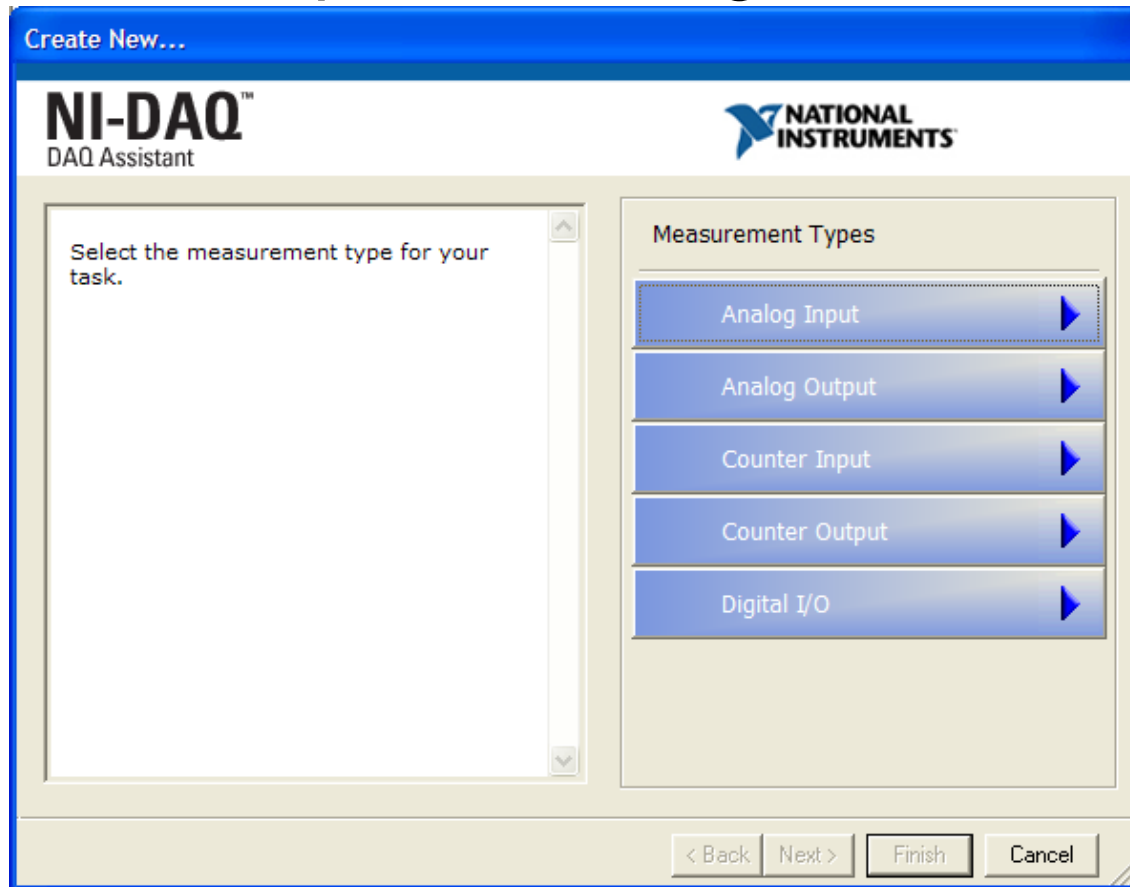 Create New...
NI-DAQ™
DAQ Assistant
NATIONAL
INSTRUMENTS
Select the measurement type for your
task.
Measurement Types
Analog Input
Analog Output
Counter Input
Counter Output
Digital I/O
< Back Next > Finish Cancel